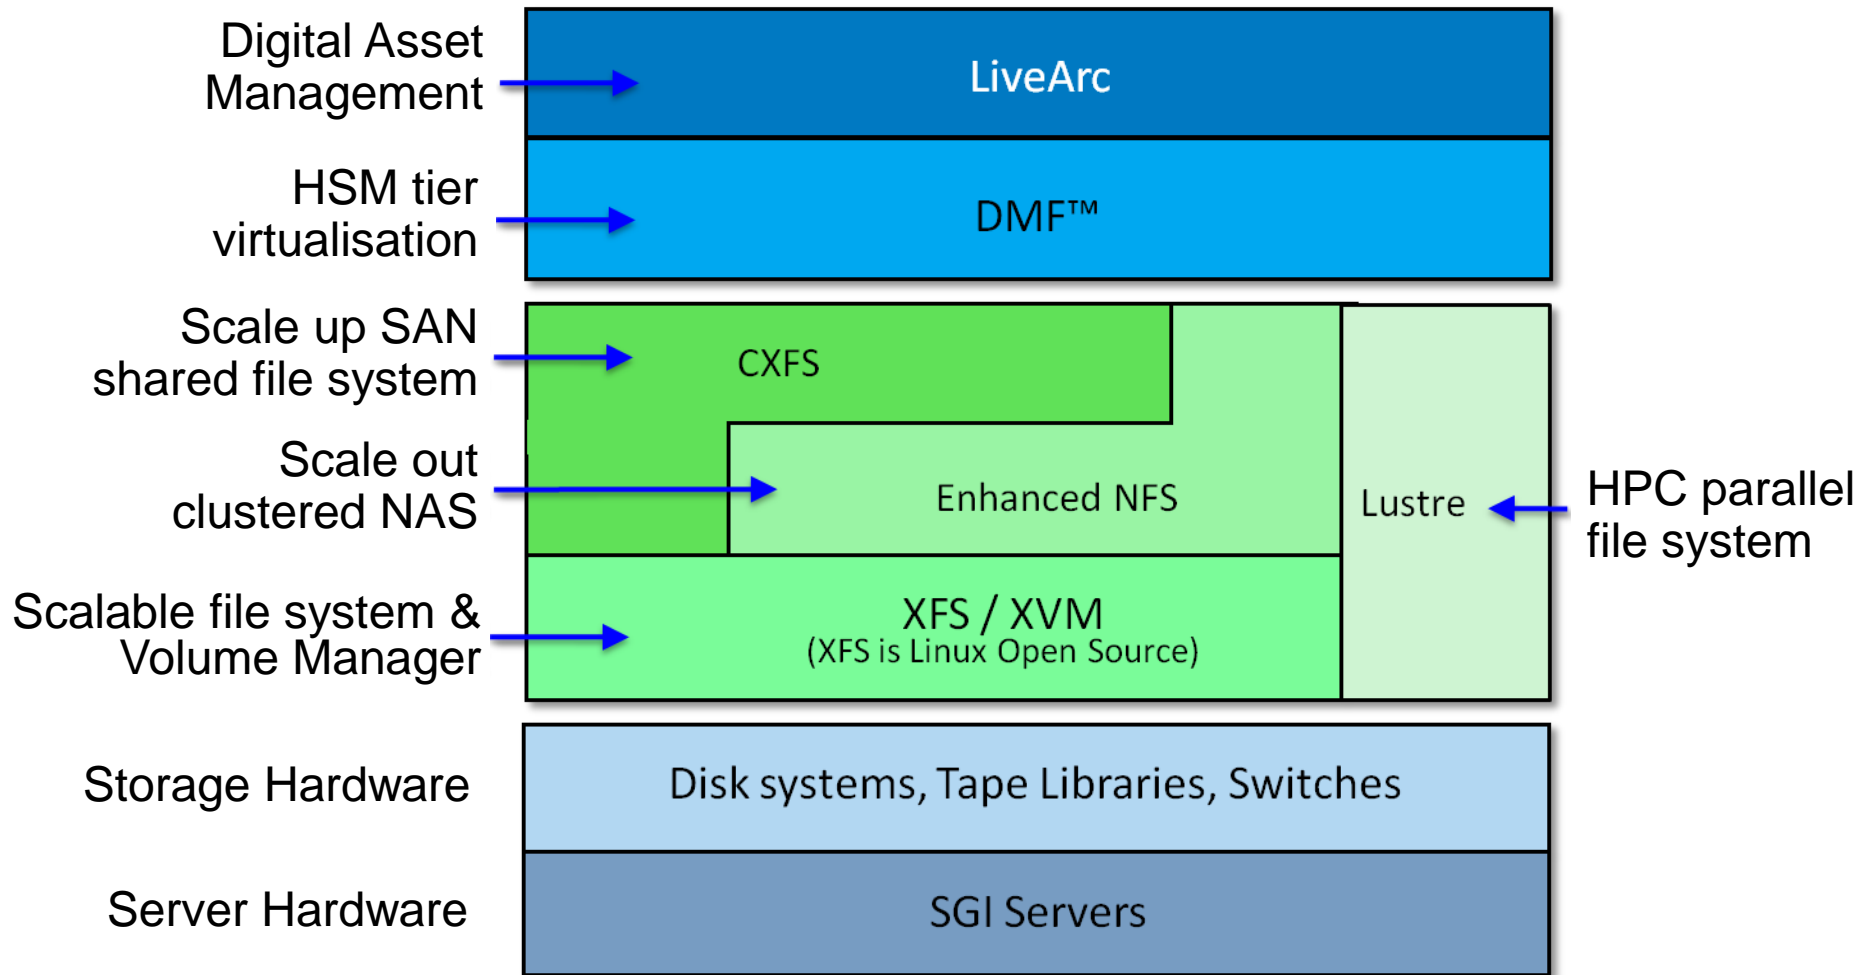 Digital Asset
Management
LiveArc
HSM tier
virtualisation
DMF™
Scale up SAN
shared file system
CXFS
Scale out
clustered NAS
Enhanced NFS
Lustre
HPC parallel
file system
Scalable file system &
Volume Manager
XFS / XVM
(XFS is Linux Open Source)
Storage Hardware
Disk systems, Tape Libraries, Switches
Server Hardware
SGI Servers